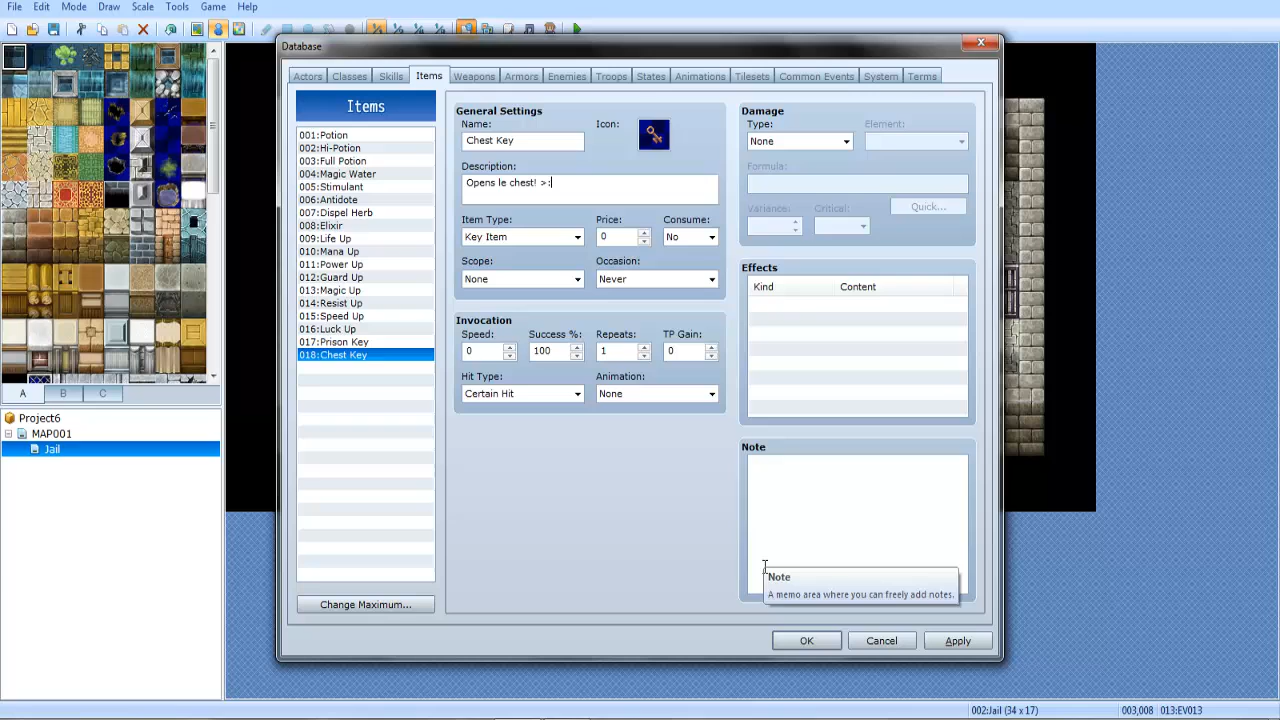 File Edit Mode Draw Scale Tools Game Help
Database
Actors Classes Skills Items Weapons Armors Enemies Troops States Animations Tilesets Common Events System Terms
Items
001:Potion
002:Hi-Potion
003:Full Potion
004:Magic Water
005:Stimulant
006:Antidote
007:Dispel Herb
008:Elixir
009:Life Up
010:Mana Up
011:Power Up
012:Guard Up
013:Magic Up
014:Resist Up
015:Speed Up
016:Luck Up
017:Prison Key
018:Chest Key
Change Maximum...
General Settings
Name: Icon:
Chest Key
Description:
Opens le chest! >:
Item Type: Price: Consume:
Key Item 0 No
Scope: Occasion:
None Never
Invocation
Speed: Success %: Repeats: TP Gain:
0 100 1 0
Hit Type: Animation:
Certain Hit None
Damage
Type: Element:
None
Formula:
Quick...
Variance: Critical:
Effects
Kind Content
Note
Note
A memo area where you can freely add notes.
OK Cancel Apply
A B C
Project6
MAP001
Jail
002:Jail (34 x 17) 003,008 013:EV013